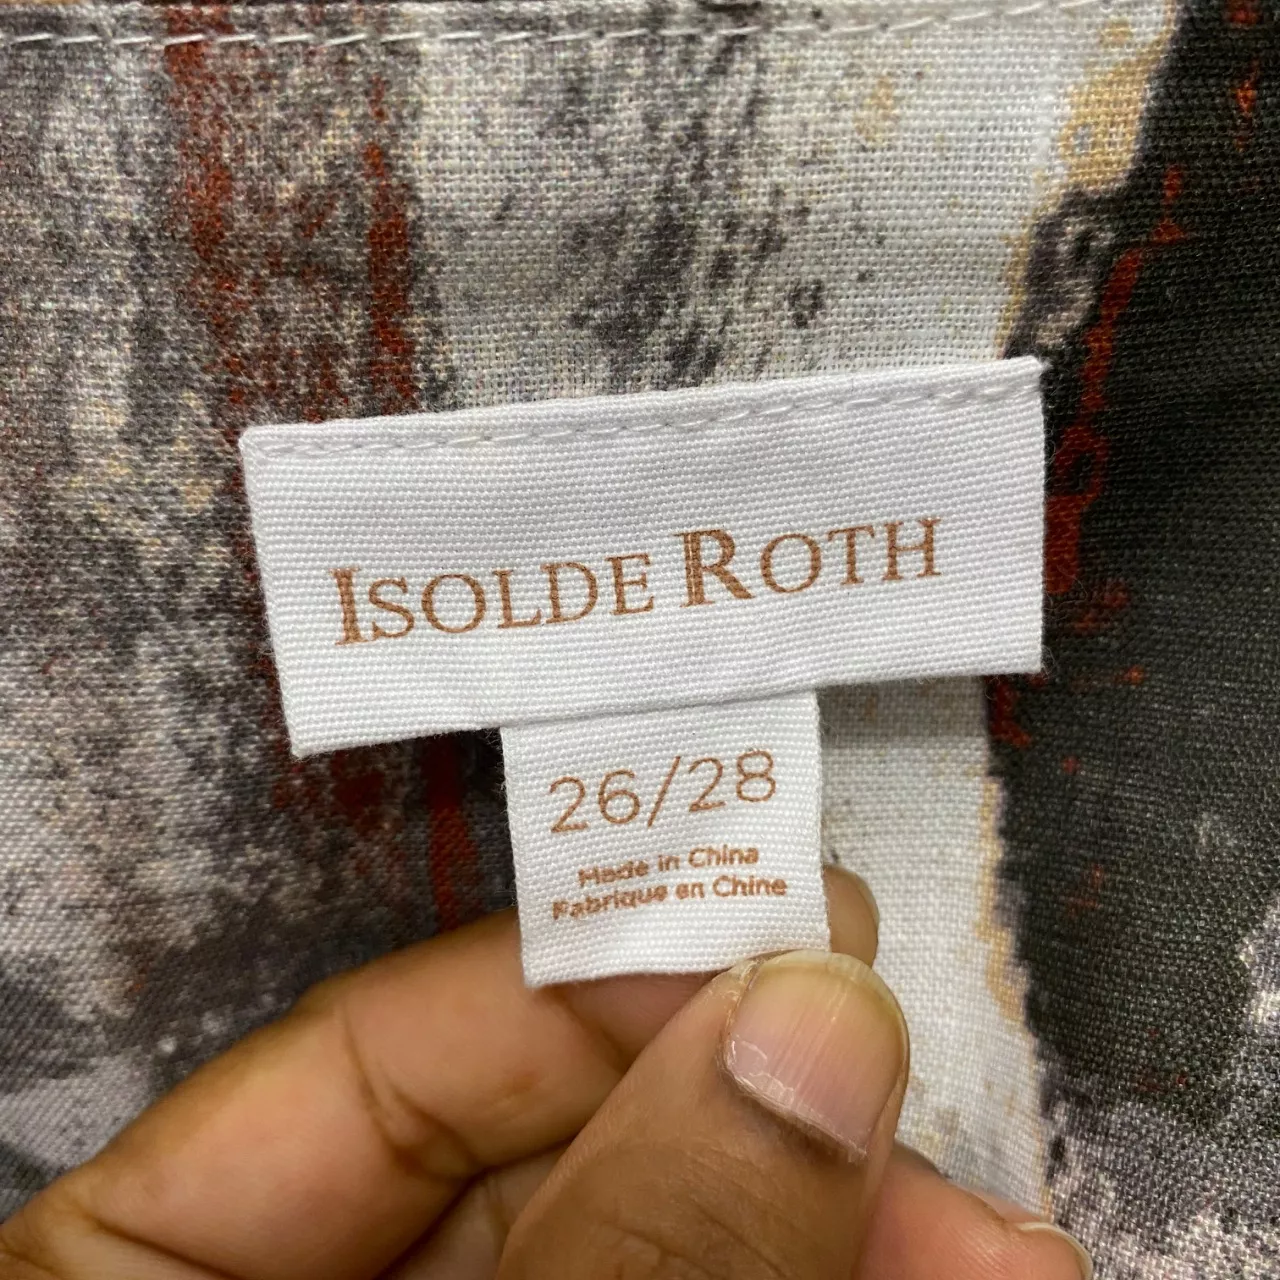 ISOLDE ROTH
26/28
Made in China
Fabrique en Chine